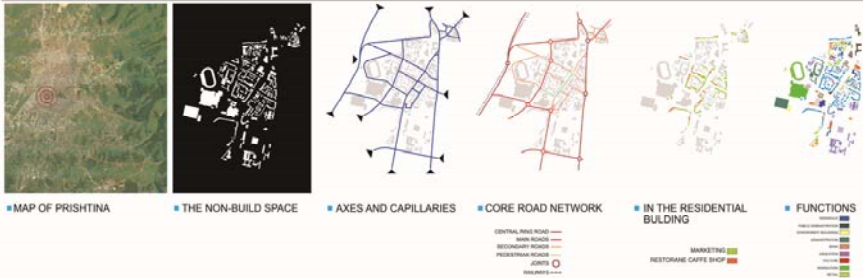 MAP OF PRISHTINA
THE NON-BUILD SPACE
AXES AND CAPILLARIES
CORE ROAD NETWORK
CENTRAL RING ROAD
MAIN ROADS
SECONDARY ROADS
PEDESTRIAN ROADS
JOINTS
RAILWAYS
IN THE RESIDENTIAL
BULDING
MARKETING
RESTORANE CAFFE SHOP
FUNCTIONS